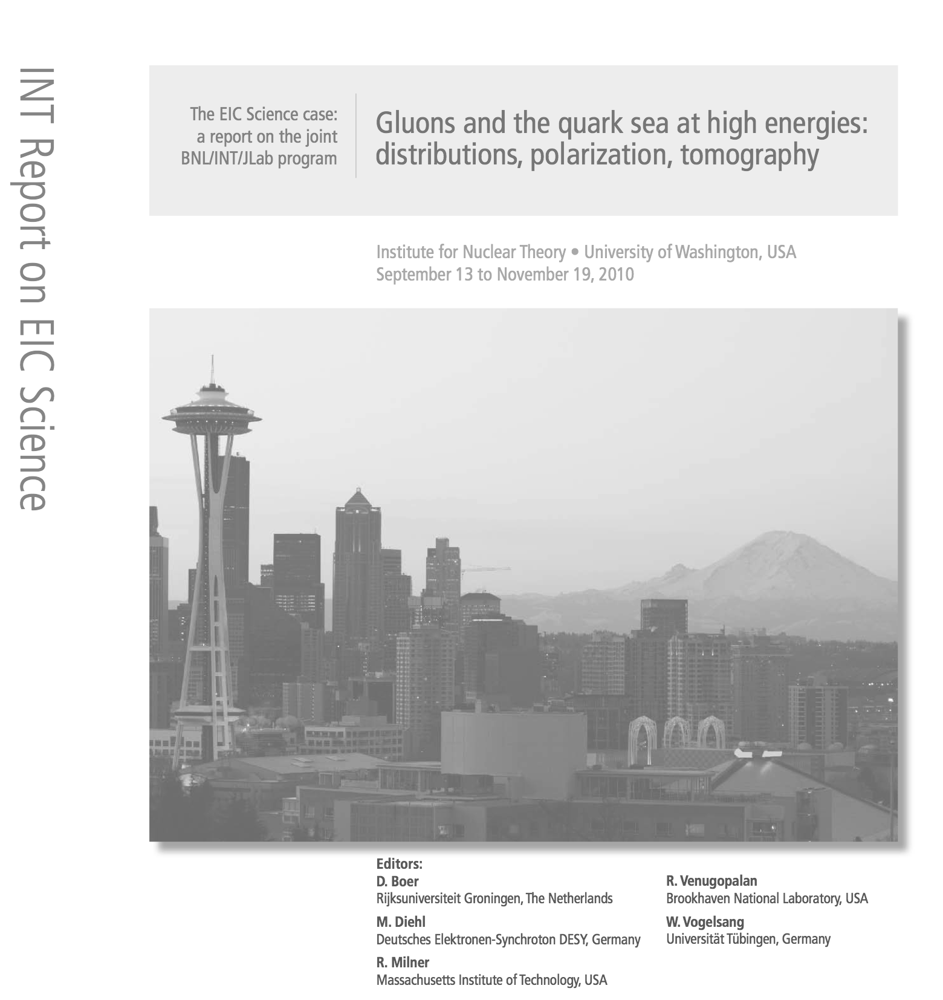 INT Report on EIC Science
The EIC Science case:
a report on the joint
BNL/INT/JLab program
Gluons and the quark sea at high energies:
distributions, polarization, tomography
Institute for Nuclear Theory • University of Washington, USA
September 13 to November 19, 2010
Editors:
D. Boer
Rijksuniversiteit Groningen, The Netherlands
M. Diehl
Deutsches Elektronen-Synchroton DESY, Germany
R. Milner
Massachusetts Institute of Technology, USA
R. Venugopalan
Brookhaven National Laboratory, USA
W. Vogelsang
Universität Tübingen, Germany